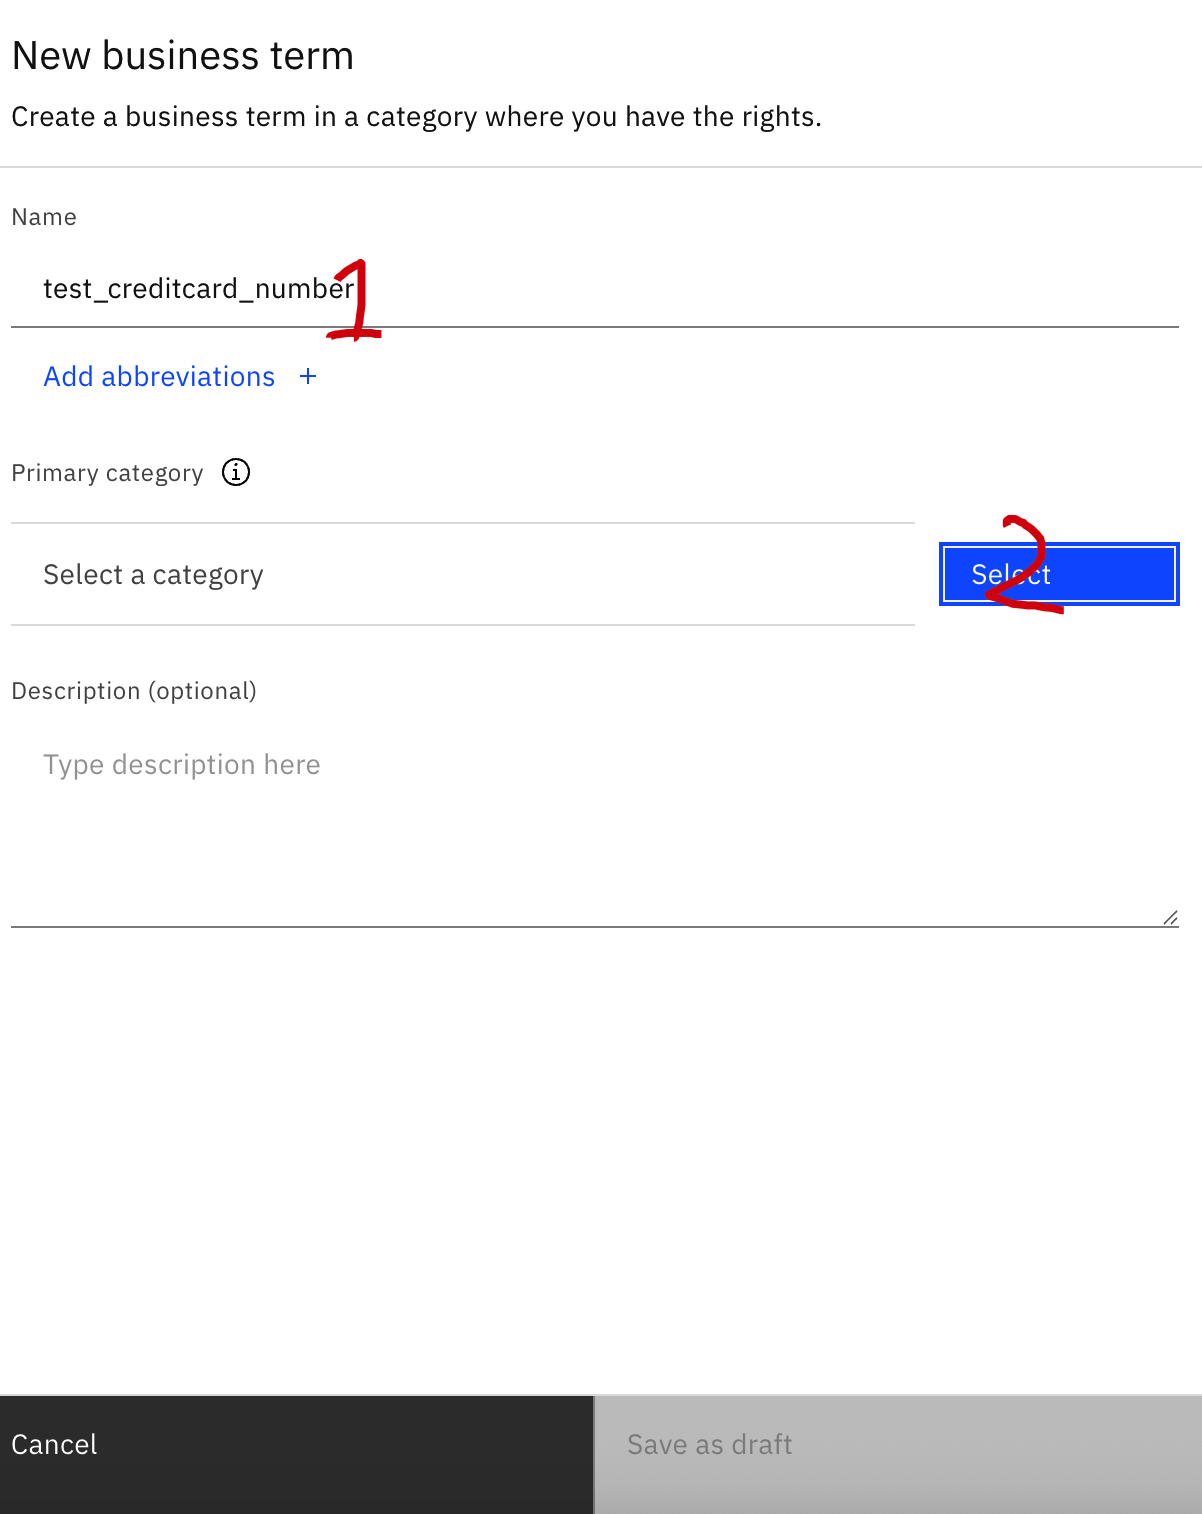 New business term
Create a business term in a category where you have the rights.
Name
test_creditcard_number
1
Add abbreviations +
Primary category
Select a category
Select
2
Description (optional)
Type description here
Cancel
Save as draft